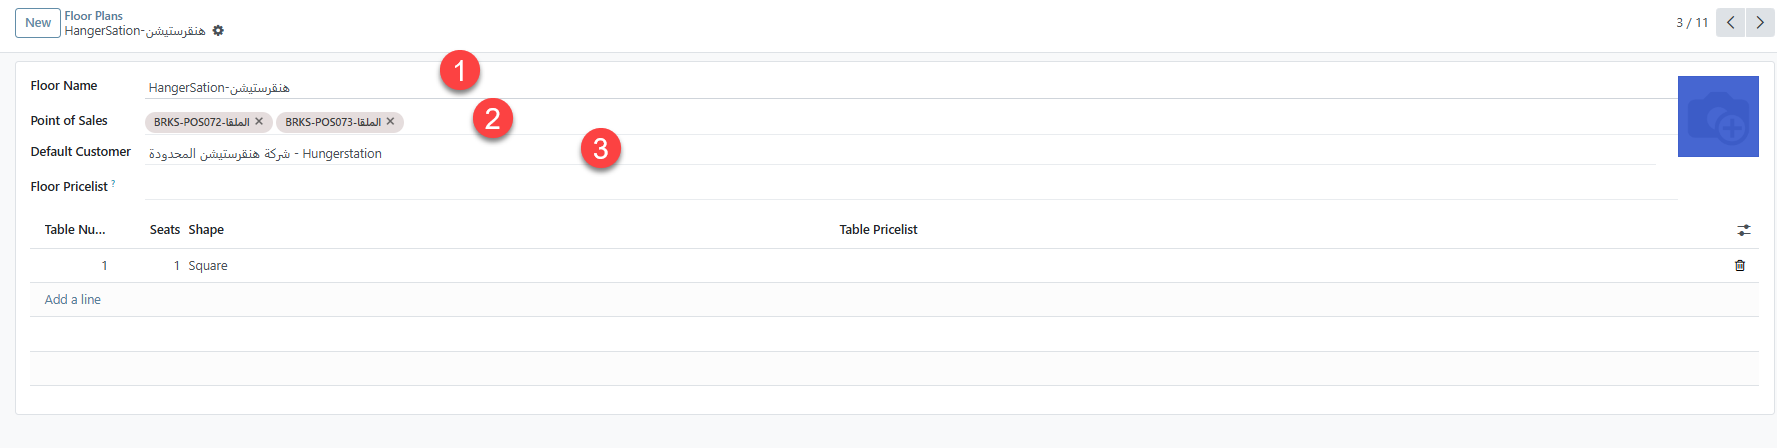 New
Floor Plans
HangerSation-هنقرستيشن
3 / 11
1
Floor Name
HangerSation-هنقرستيشن
2
Point of Sales
BRKS-POS072-الملقا × BRKS-POS073-الملقا ×
3
Default Customer
شركة هنقرستيشن المحدودة - Hungerstation
Floor Pricelist ?
Table Nu... Seats Shape Table Pricelist
1 1 Square
Add a line